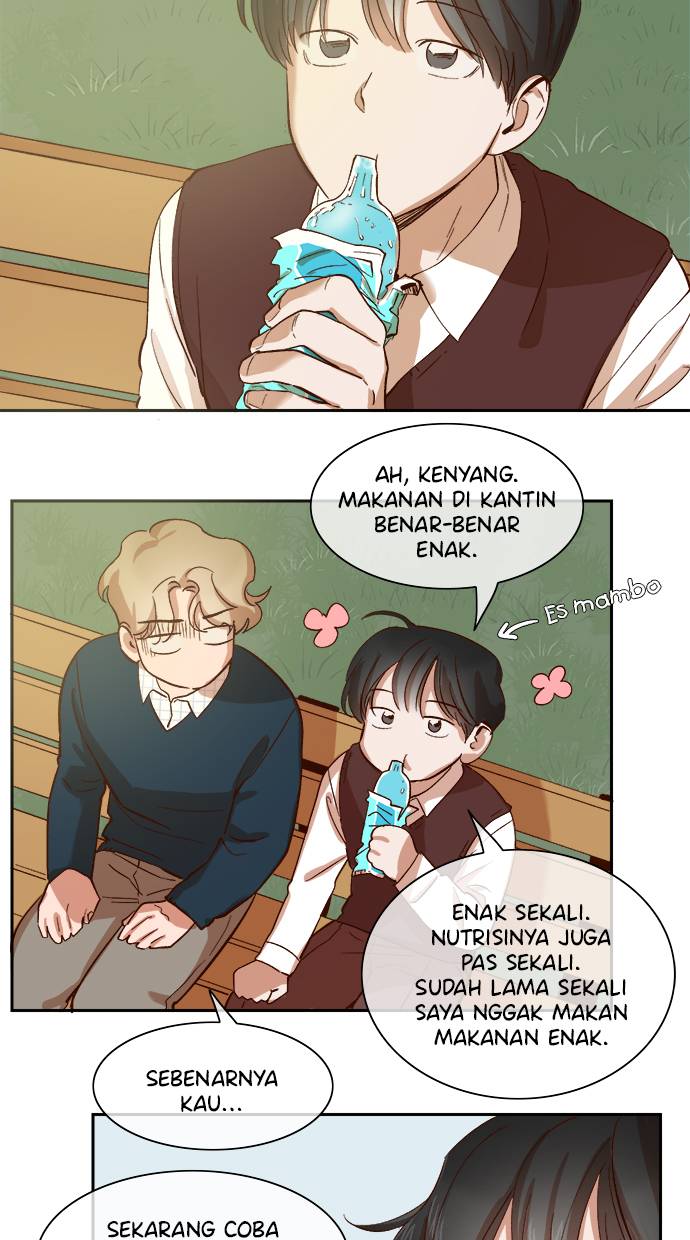 AH, KENYANG.
MAKANAN DI KANTIN
BENAR-BENAR
ENAK.
Es mambo
ENAK SEKALI.
NUTRISINYA JUGA
PAS SEKALI.
SUDAH LAMA SEKALI
SAYA NGGAK MAKAN
MAKANAN ENAK.
SEBENARNYA
KAU...
SEKARANG COBA